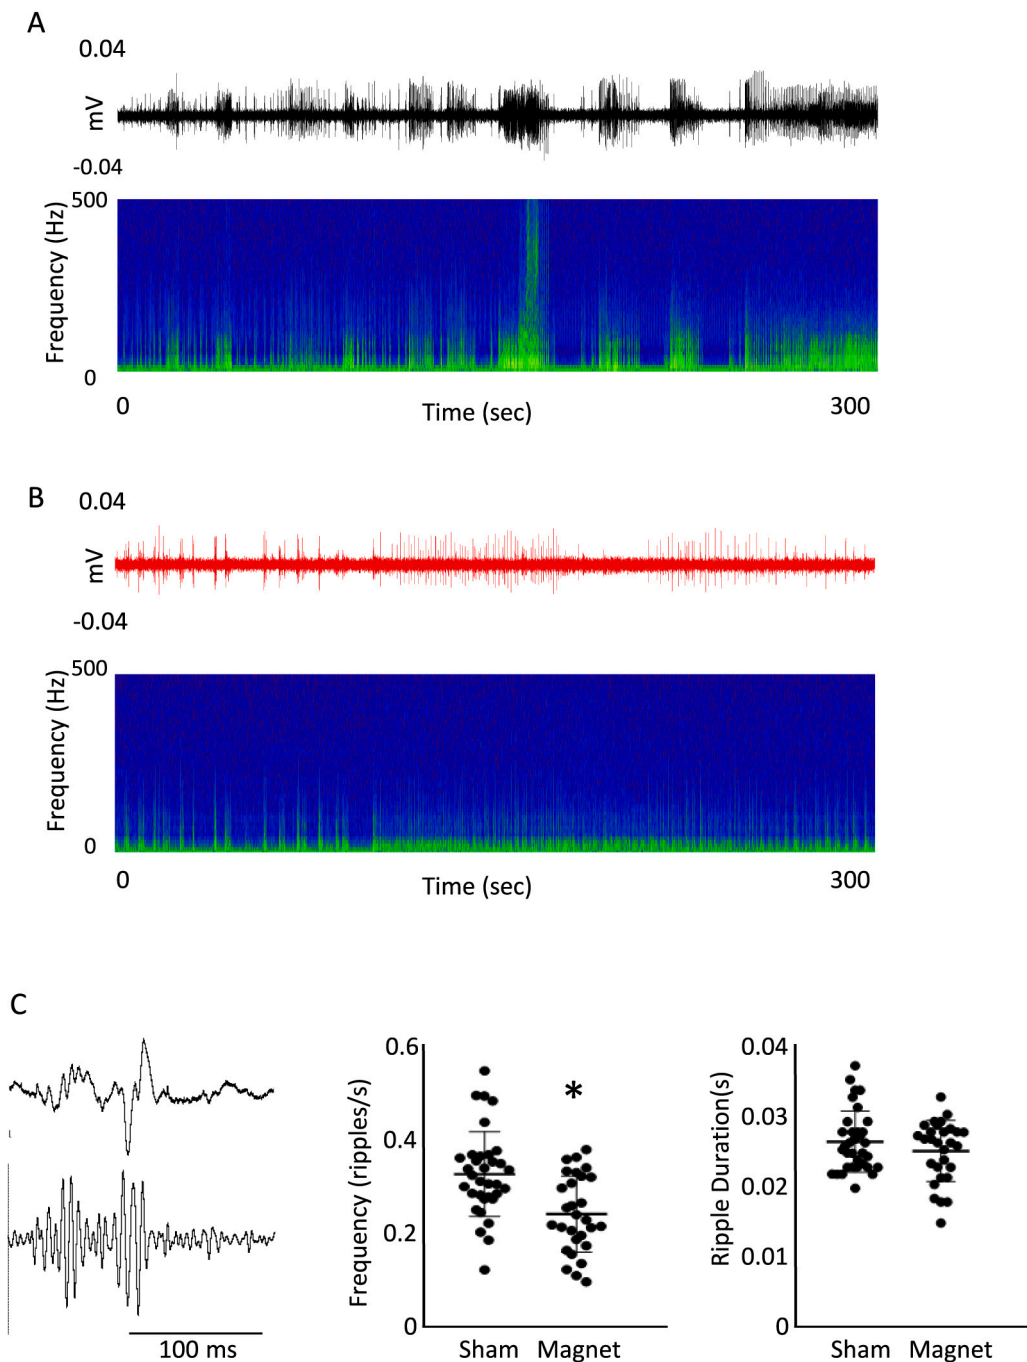 A
0.04
mV
-0.04
500
Frequency (Hz)
0
0
300
Time (sec)
B
0.04
mV
-0.04
500
Frequency (Hz)
0
0
300
Time (sec)
C
100 ms
0.6
0.4
0.2
0
Frequency (ripples/s)
*
Sham Magnet
0.04
0.03
0.02
0.01
0
Ripple Duration(s)
Sham Magnet